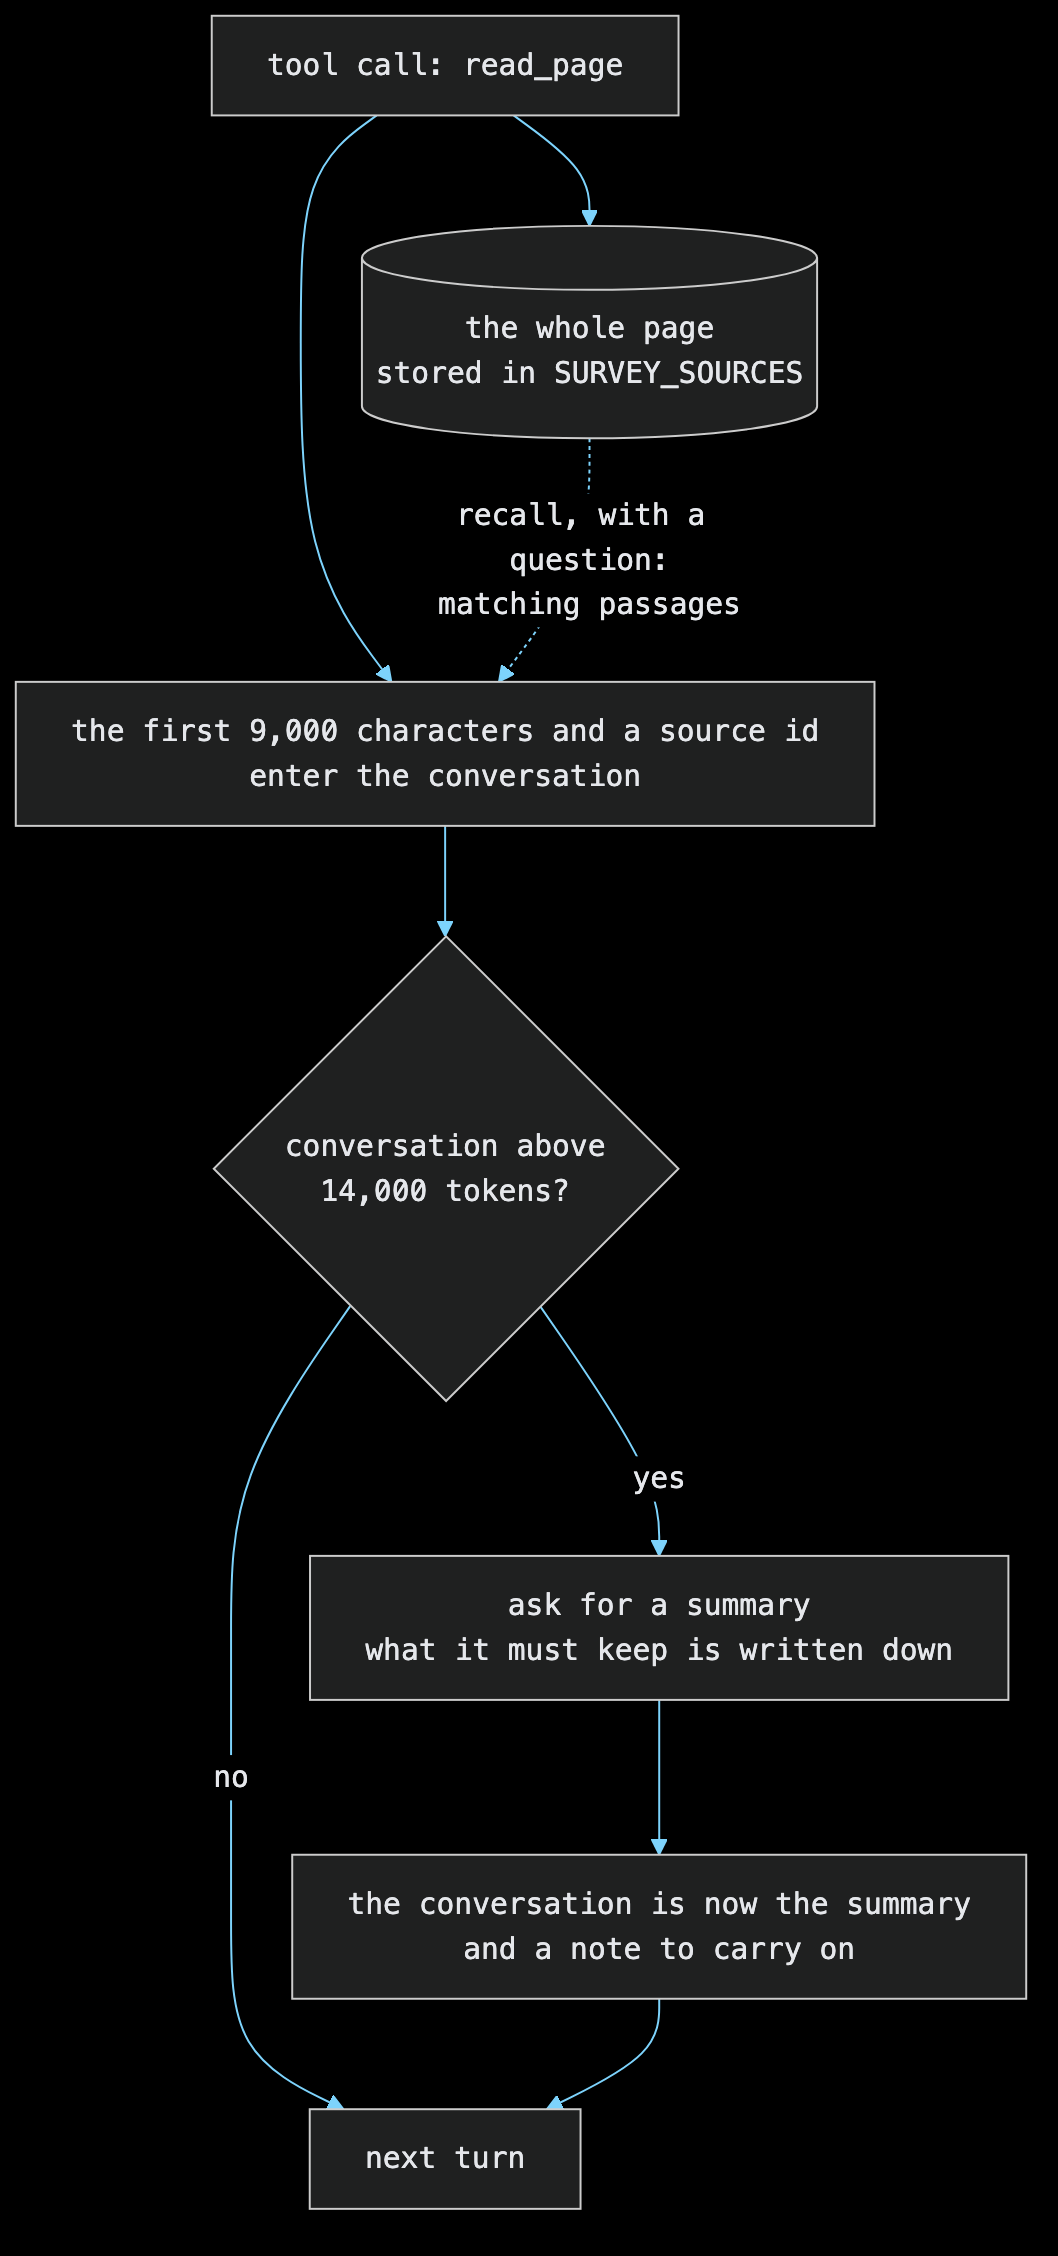 tool call: read_page
the whole page
stored in SURVEY_SOURCES
recall, with a
question:
matching passages
the first 9,000 characters and a source id
enter the conversation
conversation above
14,000 tokens?
yes
ask for a summary
what it must keep is written down
no
the conversation is now the summary
and a note to carry on
next turn